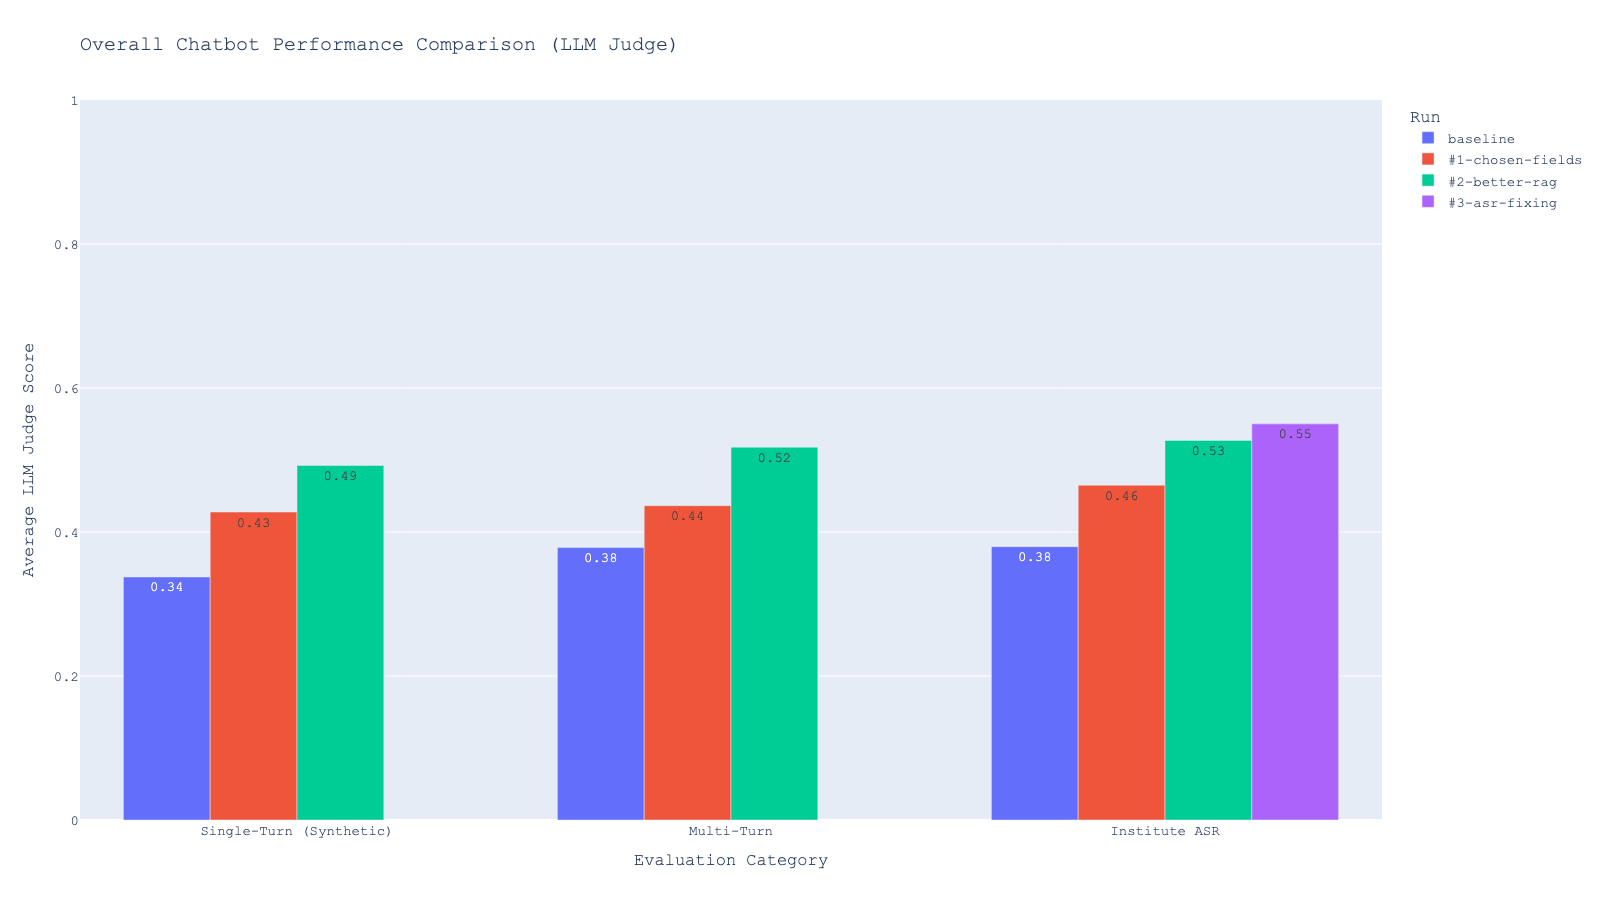 Overall Chatbot Performance Comparison (LLM Judge)
Run
baseline
#1-chosen-fields
#2-better-rag
#3-asr-fixing
Average LLM Judge Score
1
0.8
0.6
0.4
0.2
0
0.34
0.43
0.49
0.38
0.44
0.52
0.38
0.46
0.53
0.55
Single-Turn (Synthetic)
Multi-Turn
Institute ASR
Evaluation Category